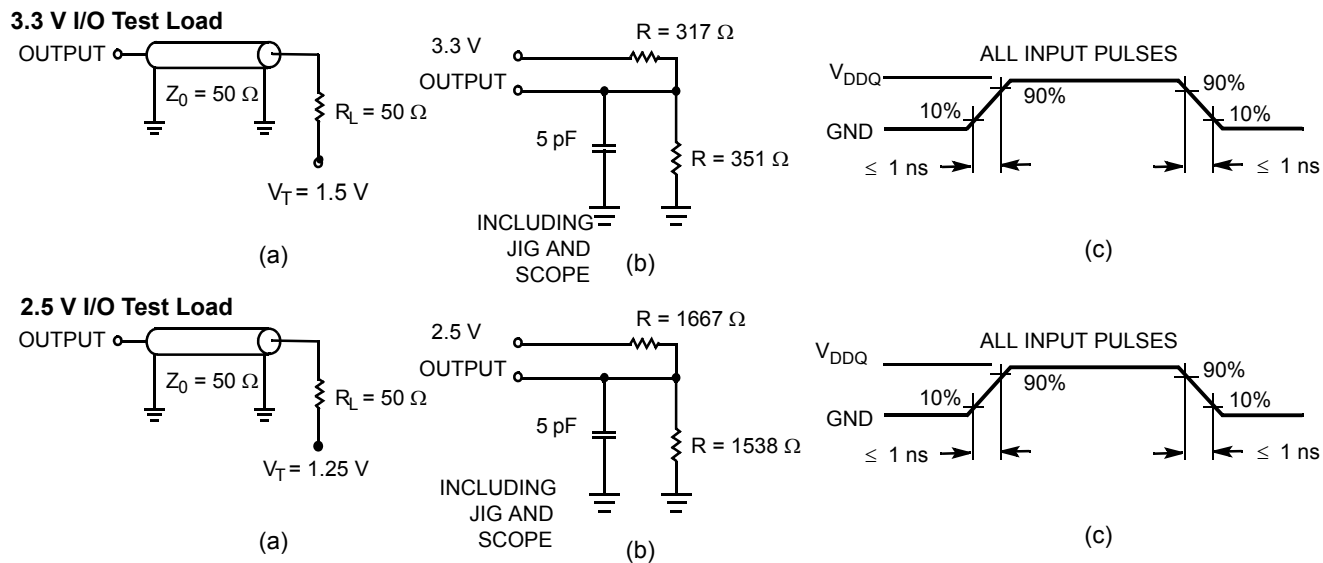 3.3 V I/O Test Load
OUTPUT
Z0 = 50 Ω
RL = 50 Ω
VT = 1.5 V
(a)
3.3 V
OUTPUT
R = 317 Ω
5 pF
R = 351 Ω
INCLUDING
JIG AND
SCOPE
(b)
ALL INPUT PULSES
VDDQ
GND
10%
90%
90%
10%
≤ 1 ns
≤ 1 ns
(c)
2.5 V I/O Test Load
OUTPUT
Z0 = 50 Ω
RL = 50 Ω
VT = 1.25 V
(a)
2.5 V
OUTPUT
R = 1667 Ω
5 pF
R = 1538 Ω
INCLUDING
JIG AND
SCOPE
(b)
ALL INPUT PULSES
VDDQ
GND
10%
90%
90%
10%
≤ 1 ns
≤ 1 ns
(c)